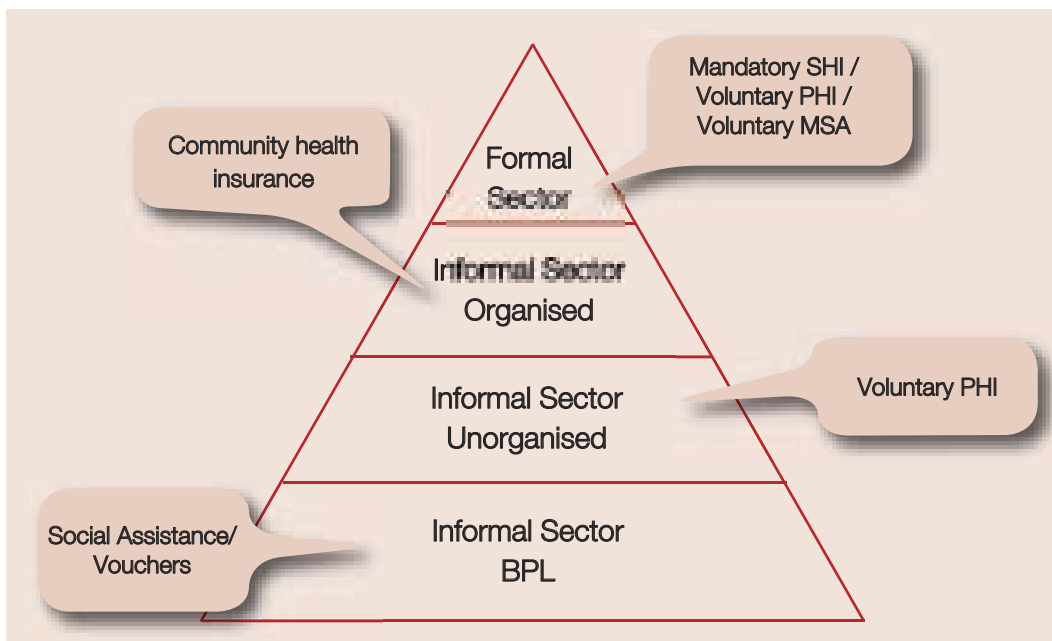 Mandatory SHI /
Voluntary PHI /
Voluntary MSA
Community health
insurance
Formal
Sector
Informal Sector
Organised
Informal Sector
Unorganised
Voluntary PHI
Social Assistance/
Vouchers
Informal Sector
BPL